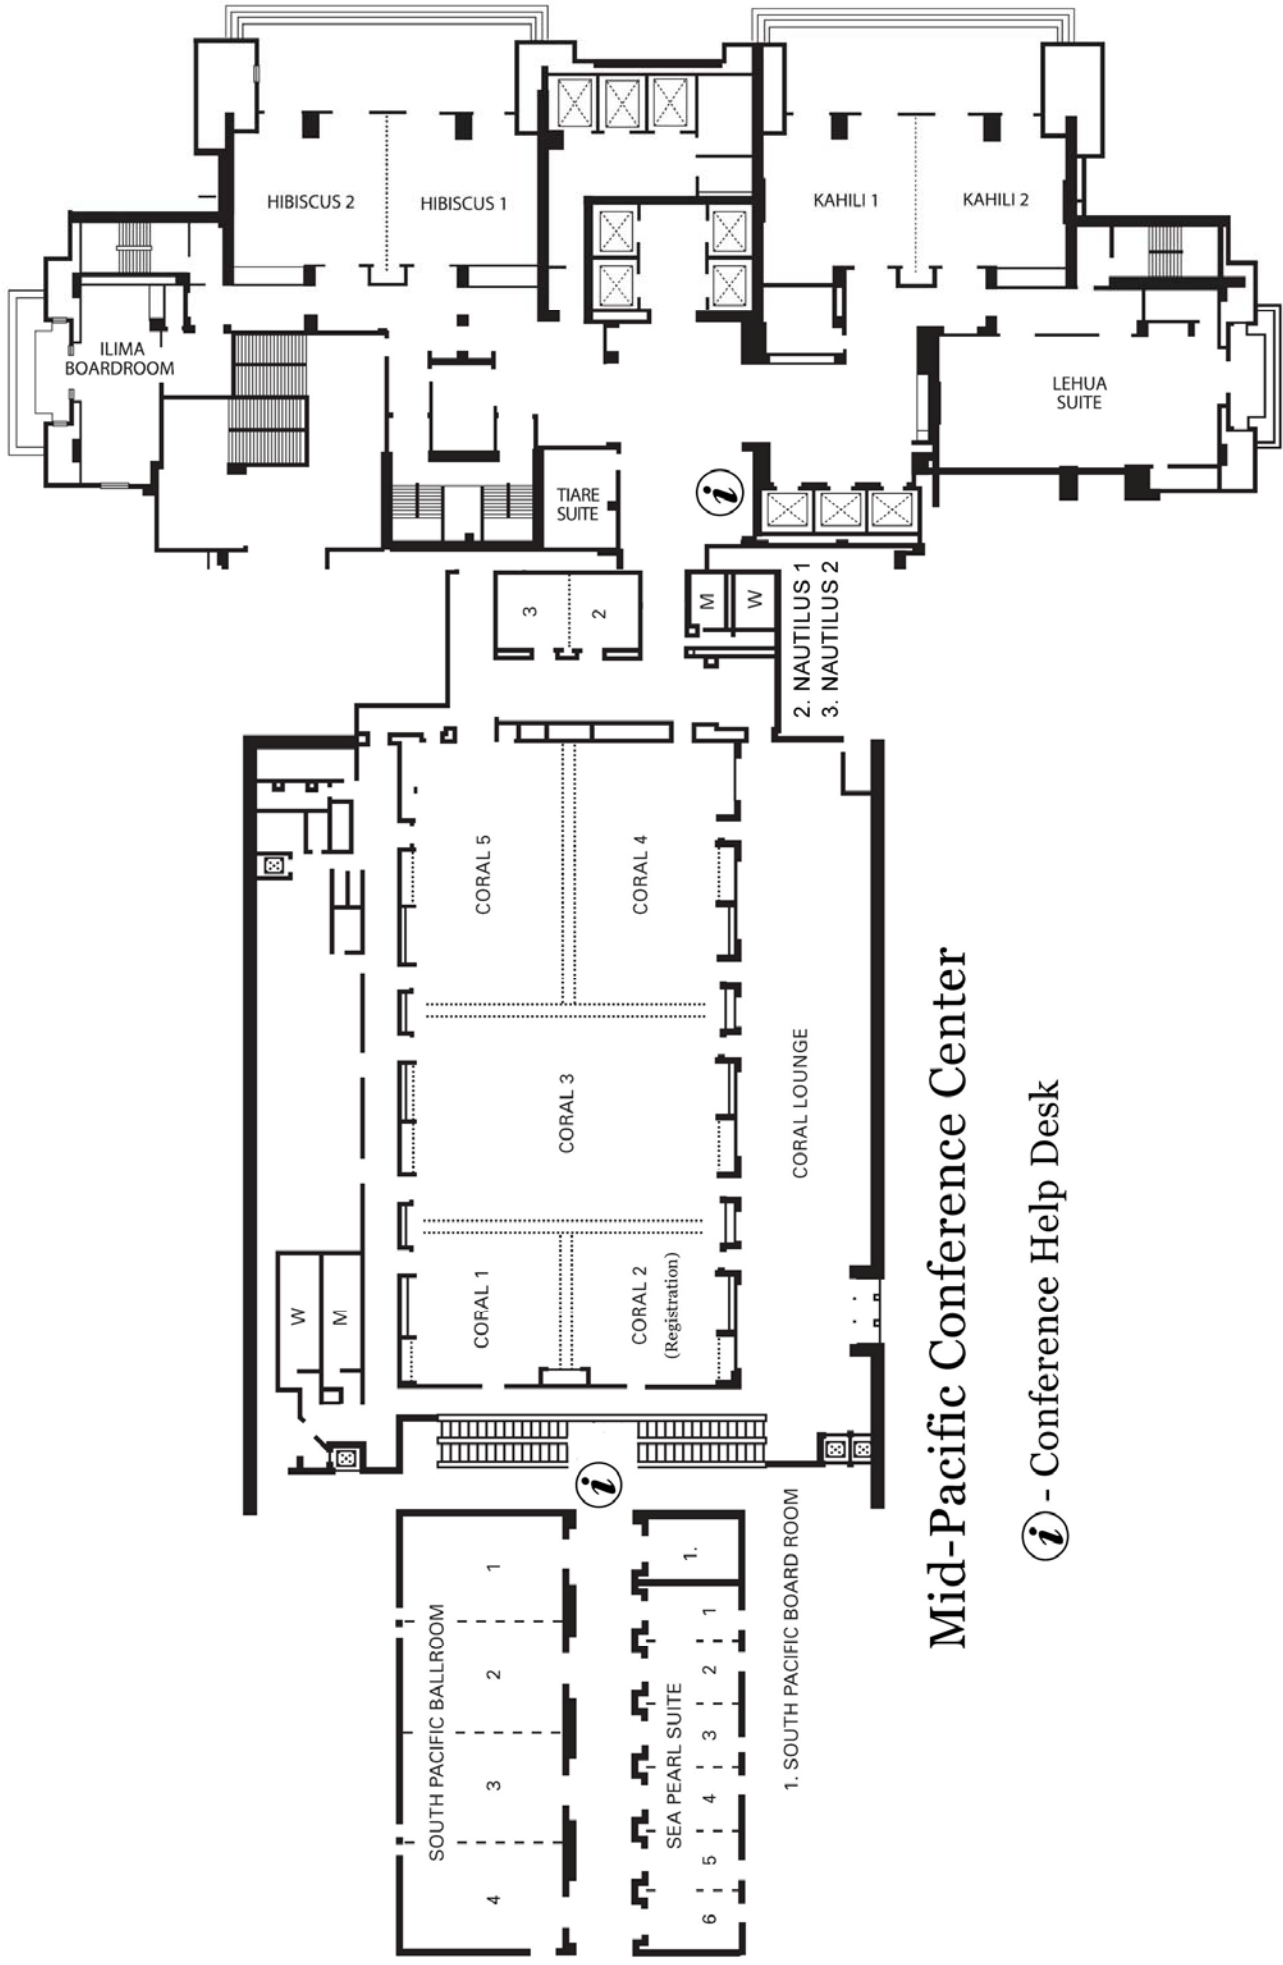 HIBISCUS 2
HIBISCUS 1
KAHILI 1
KAHILI 2
ILIMA
BOARDROOM
LEHUA
SUITE
TIARE
SUITE
i
3
2
M
W
2. NAUTILUS 1
3. NAUTILUS 2
CORAL 5
CORAL 4
CORAL 3
CORAL LOUNGE
CORAL 1
CORAL 2
(Registration)
W
M
i
SOUTH PACIFIC BALLROOM
1
2
3
4
1.
SEA PEARL SUITE
1
2
3
4
5
6
1. SOUTH PACIFIC BOARD ROOM
Mid-Pacific Conference Center
i - Conference Help Desk